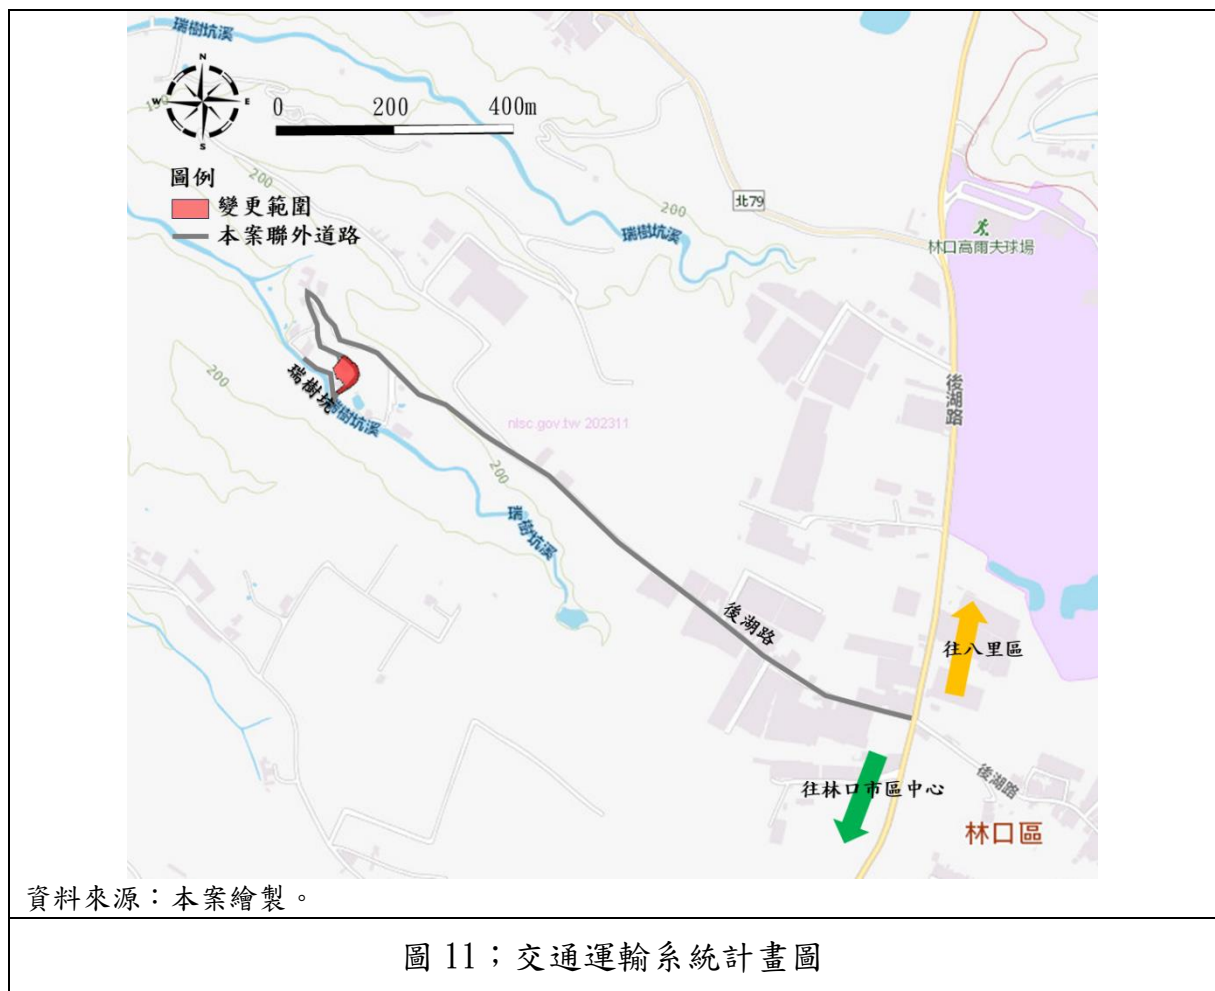 瑞樹坑溪
N
W
E
S
0 200 400m
190
圖例
變更範圍
本案聯外道路
200
200
北79
瑞樹坑溪
林口高爾夫球場
200
瑞樹坑
瑞樹坑溪
後湖路
nlsc.gov.tw 202311
200
瑞樹坑溪
後湖路
往八里區
往林口市區中心
後湖路
林口區
資料來源：本案繪製。
圖 11；交通運輸系統計畫圖